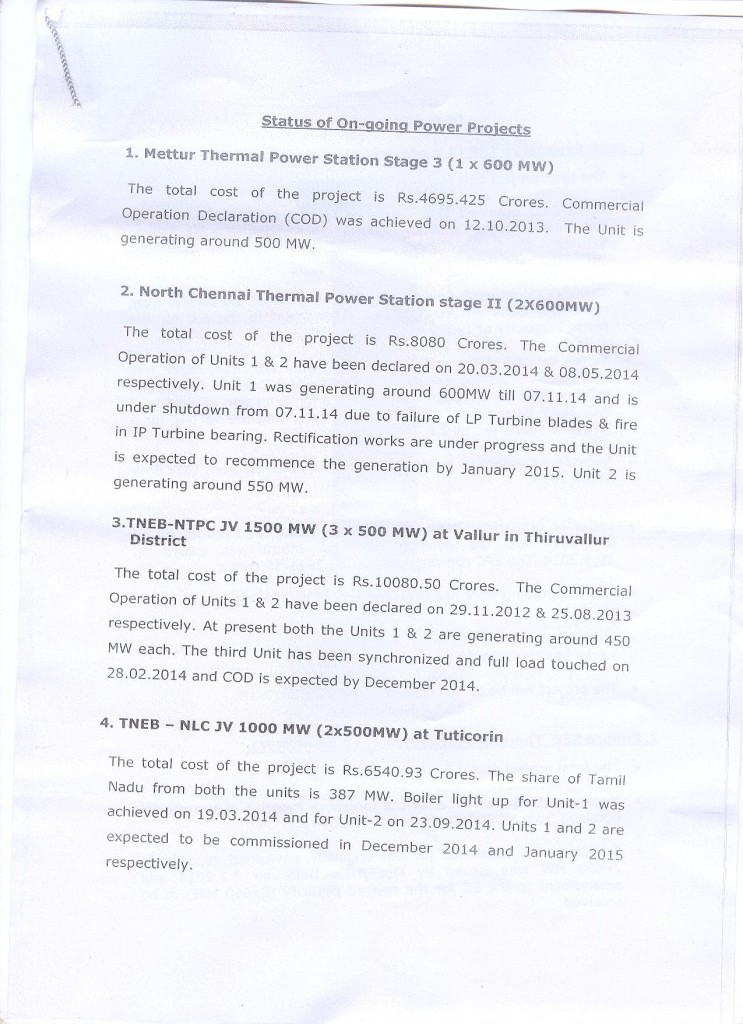 Status of On-going Power Projects
1. Mettur Thermal Power Station Stage 3 (1 x 600 MW)
The total cost of the project is Rs.4695.425 Crores. Commercial
Operation Declaration (COD) was achieved on 12.10.2013. The Unit is
generating around 500 MW.
2. North Chennai Thermal Power Station stage II (2X600MW)
The total cost of the project is Rs.8080 Crores. The Commercial
Operation of Units 1 & 2 have been declared on 20.03.2014 & 08.05.2014
respectively. Unit 1 was generating around 600MW till 07.11.14 and is
under shutdown from 07.11.14 due to failure of LP Turbine blades & fire
in IP Turbine bearing. Rectification works are under progress and the Unit
is expected to recommence the generation by January 2015. Unit 2 is
generating around 550 MW.
3.TNEB-NTPC JV 1500 MW (3 x 500 MW) at Vallur in Thiruvallur
District
The total cost of the project is Rs.10080.50 Crores. The Commercial
Operation of Units 1 & 2 have been declared on 29.11.2012 & 25.08.2013
respectively. At present both the Units 1 & 2 are generating around 450
MW each. The third Unit has been synchronized and full load touched on
28.02.2014 and COD is expected by December 2014.
4. TNEB – NLC JV 1000 MW (2x500MW) at Tuticorin
The total cost of the project is Rs.6540.93 Crores. The share of Tamil
Nadu from both the units is 387 MW. Boiler light up for Unit-1 was
achieved on 19.03.2014 and for Unit-2 on 23.09.2014. Units 1 and 2 are
expected to be commissioned in December 2014 and January 2015
respectively.